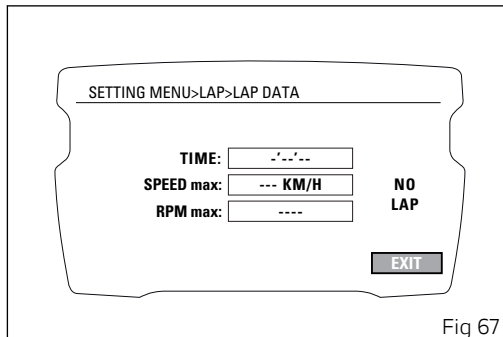 SETTING MENU>LAP>LAP DATA
TIME: -'--'--
SPEED max: --- KM/H
RPM max: ----
NO
LAP
EXIT
Fig 67